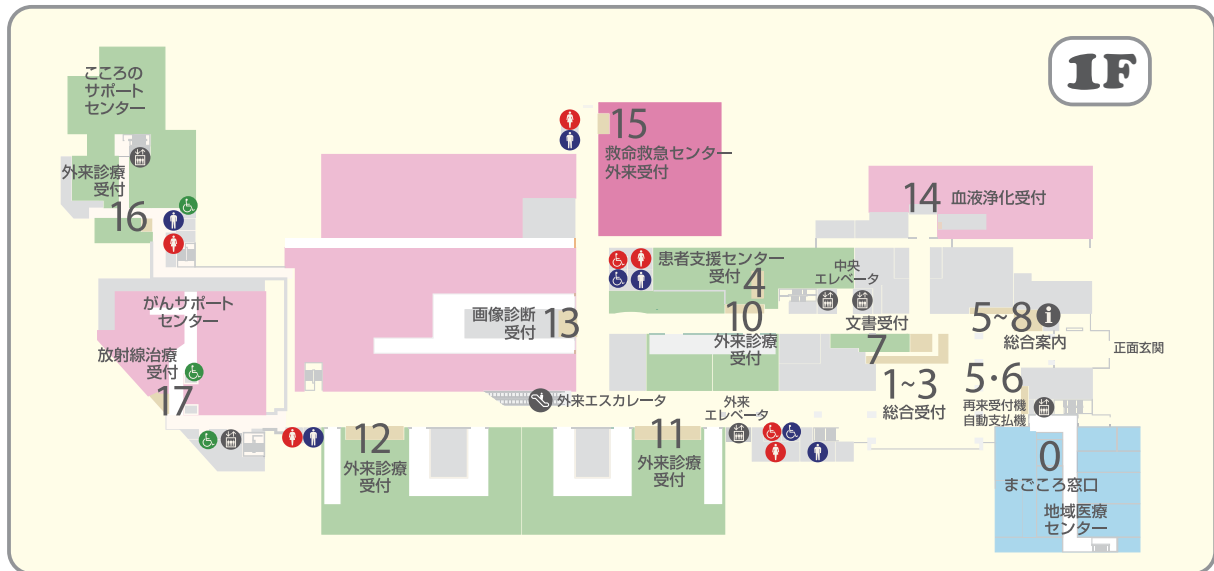 1F
こころの
サポート
センター
外来診療
受付
16
15
救命救急センター
外来受付
14 血液浄化受付
患者支援センター
受付
4
中央
エレベータ
10
外来診療
受付
文書受付
7
5~8 i
総合案内
正面玄関
がんサポート
センター
放射線治療
受付
17
画像診断
受付
13
1~3
総合受付
5・6
再来受付機
自動支払機
外来エスカレータ
外来
エレベータ
12
外来診療
受付
11
外来診療
受付
0
まごころ窓口
地域医療
センター